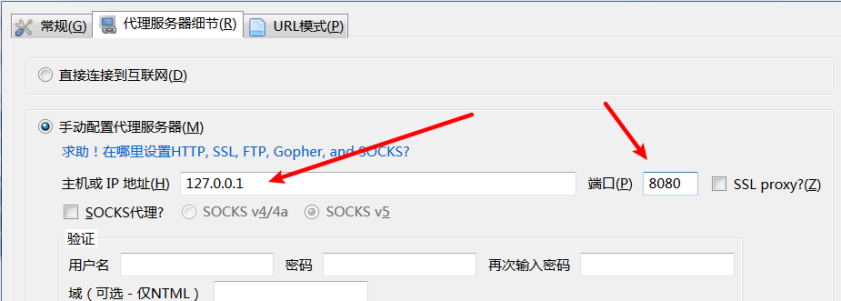 常规(G) 代理服务器细节(R) URL模式(P)
直接连接到互联网(D)
手动配置代理服务器(M)
求助！在哪里设置HTTP, SSL, FTP, Gopher, and SOCKS?
主机或 IP 地址(H) 127.0.0.1 端口(P) 8080 SSL proxy?(Z)
SOCKS代理? SOCKS v4/4a SOCKS v5
验证
用户名 密码 再次输入密码
域 ( 可选 - 仅NTML )